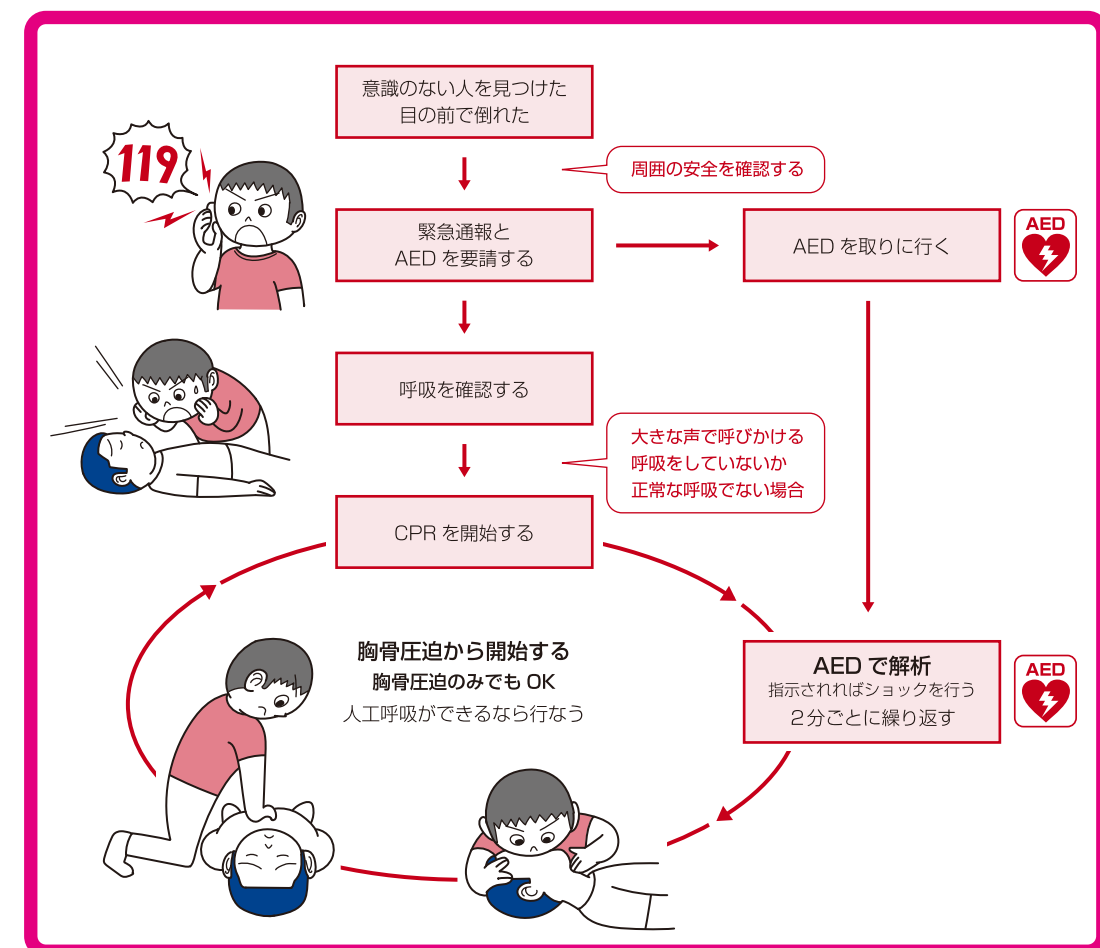 意識のない人を見つけた
目の前で倒れた
119
周囲の安全を確認する
緊急通報と
AED を要請する
AED を取りに行く
AED
呼吸を確認する
大きな声で呼びかける
呼吸をしていないか
正常な呼吸でない場合
CPR を開始する
胸骨圧迫から開始する
胸骨圧迫のみでも OK
人工呼吸ができるなら行なう
AED で解析
指示されればショックを行う
2分ごとに繰り返す
AED